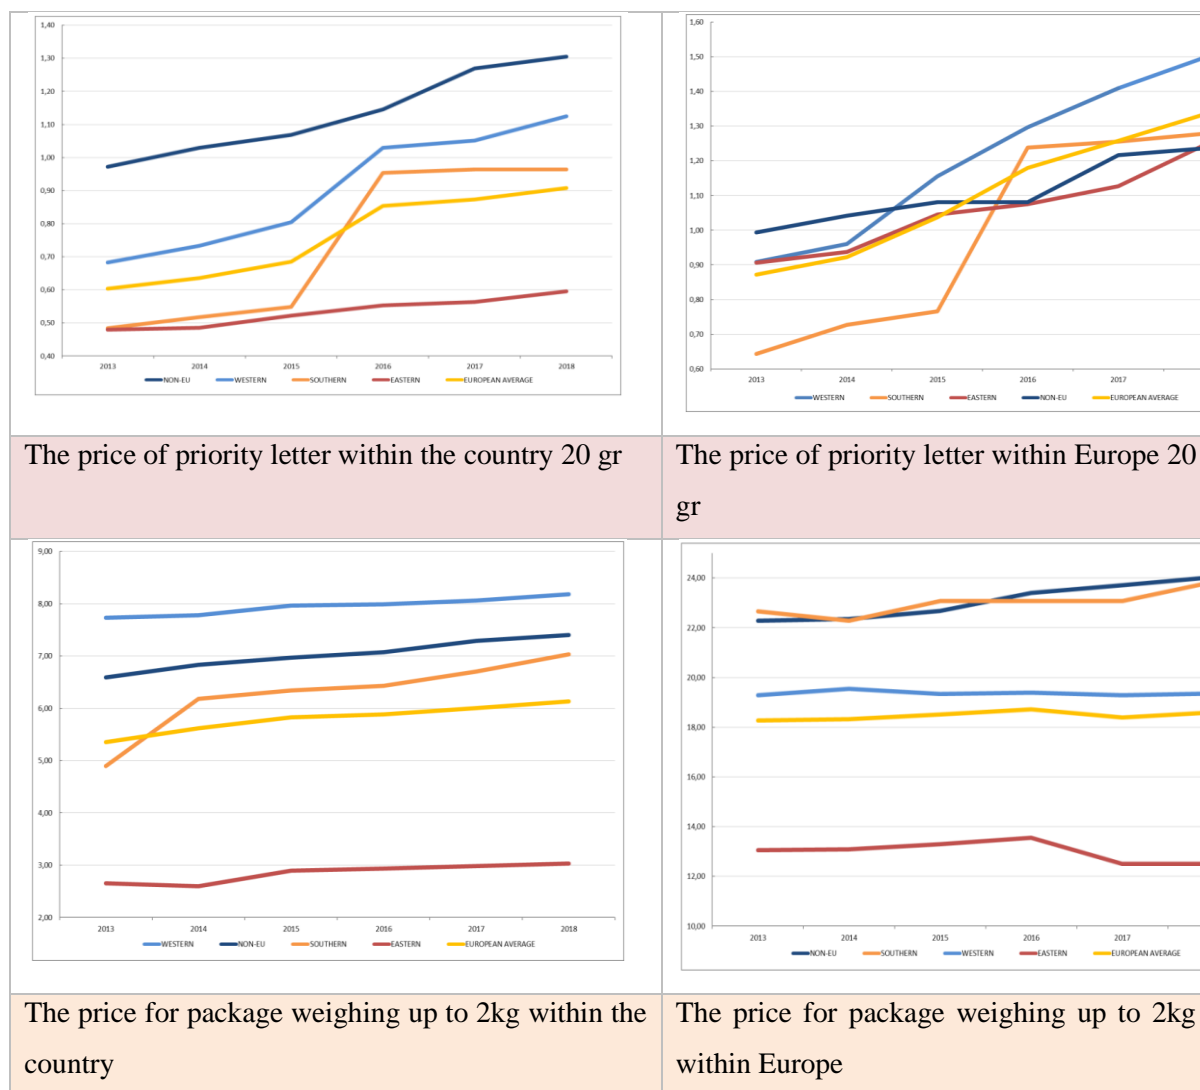 1,40
1,30
1,20
1,10
1,00
0,90
0,80
0,70
0,60
0,50
0,40
2013 2014 2015 2016 2017 2018
NON-EU WESTERN SOUTHERN EASTERN EUROPEAN AVERAGE
1,60
1,50
1,40
1,30
1,20
1,10
1,00
0,90
0,80
0,70
0,60
2013 2014 2015 2016 2017
WESTERN SOUTHERN EASTERN NON-EU EUROPEAN AVERAGE
The price of priority letter within the country 20 gr
The price of priority letter within Europe 20
gr
9,00
8,00
7,00
6,00
5,00
4,00
3,00
2,00
2013 2014 2015 2016 2017 2018
WESTERN NON-EU SOUTHERN EASTERN EUROPEAN AVERAGE
24,00
22,00
20,00
18,00
16,00
14,00
12,00
10,00
2013 2014 2015 2016 2017
NON-EU SOUTHERN WESTERN EASTERN EUROPEAN AVERAGE
The price for package weighing up to 2kg within the
country
The price for package weighing up to 2kg
within Europe